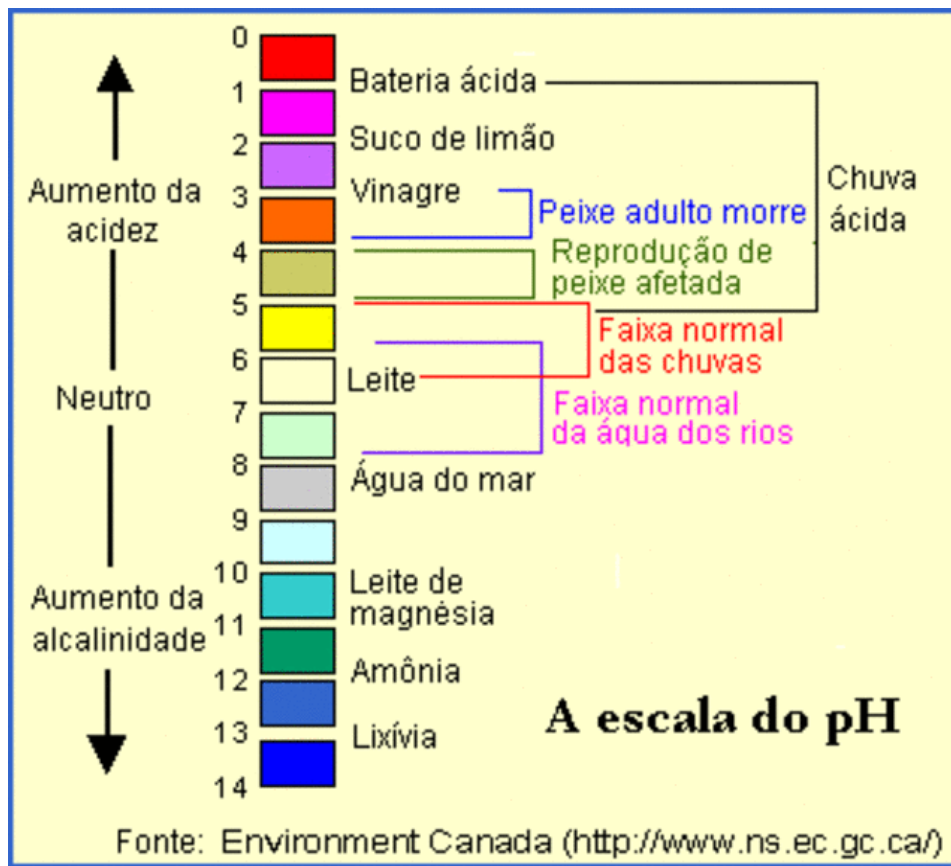 0
1
2
3
4
5
6
7
8
9
10
11
12
13
14
Aumento da
acidez
Neutro
Aumento da
alcalinidade
Bateria ácida
Suco de limão
Vinagre
Leite
Água do mar
Leite de
magnésia
Amônia
Lixívia
Peixe adulto morre
Reprodução de
peixe afetada
Faixa normal
das chuvas
Faixa normal
da água dos rios
Chuva
ácida
A escala do pH
Fonte: Environment Canada (http://www.ns.ec.gc.ca/)